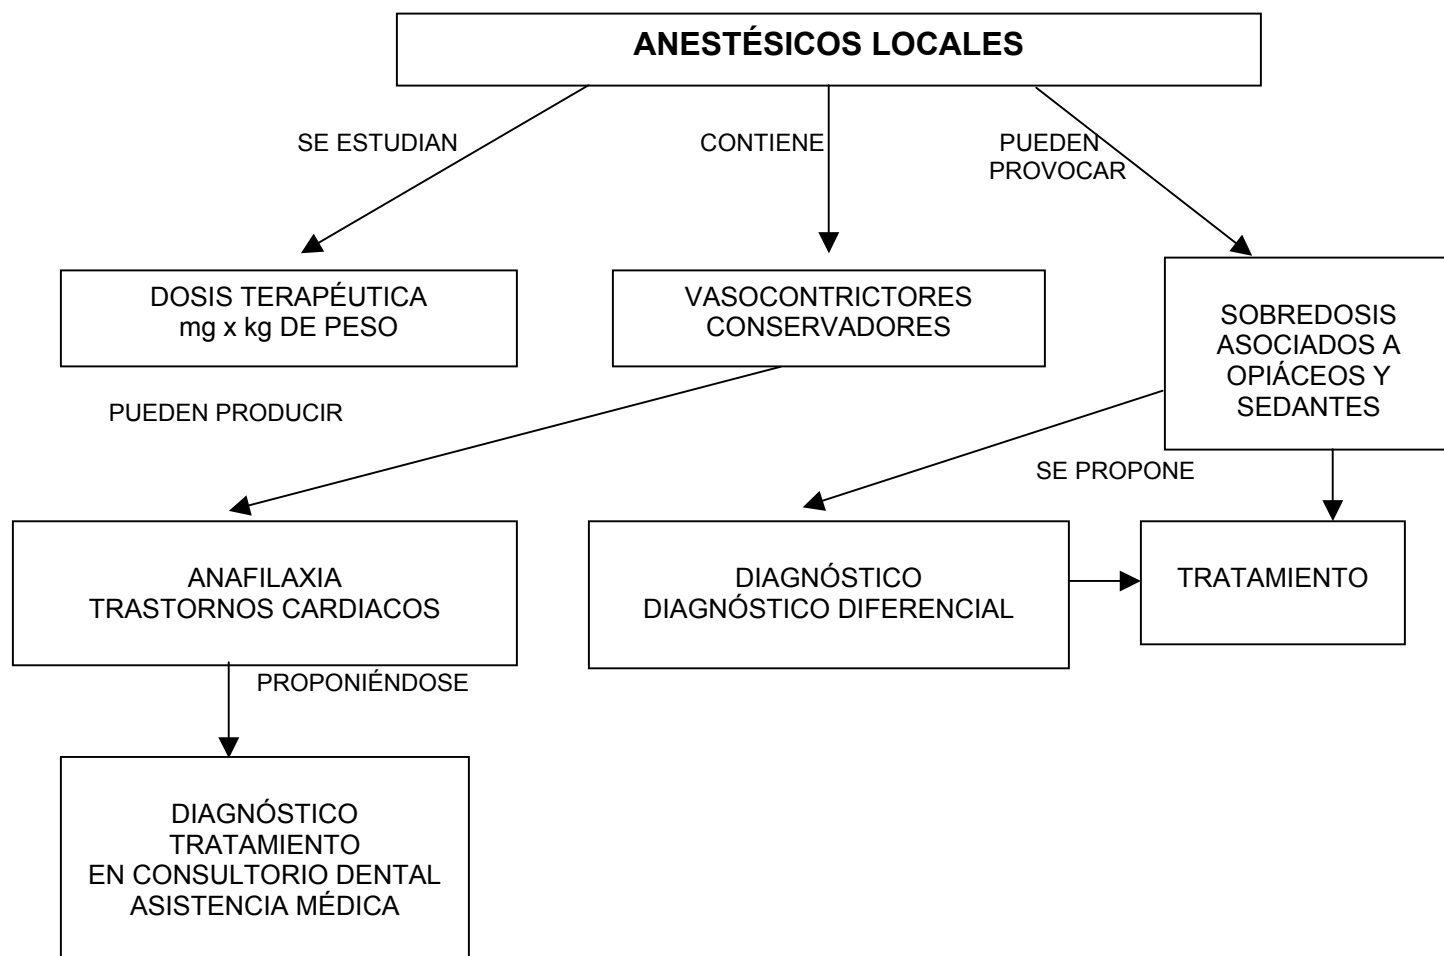 ANESTÉSICOS LOCALES
SE ESTUDIAN
CONTIENE
PUEDEN
PROVOCAR
DOSIS TERAPÉUTICA
mg x kg DE PESO
VASOCONTRICTORES
CONSERVADORES
SOBREDOSIS
ASOCIADOS A
OPIÁCEOS Y
SEDANTES
PUEDEN PRODUCIR
SE PROPONE
ANAFILAXIA
TRASTORNOS CARDIACOS
DIAGNÓSTICO
DIAGNÓSTICO DIFERENCIAL
TRATAMIENTO
PROPONIÉNDOSE
DIAGNÓSTICO
TRATAMIENTO
EN CONSULTORIO DENTAL
ASISTENCIA MÉDICA